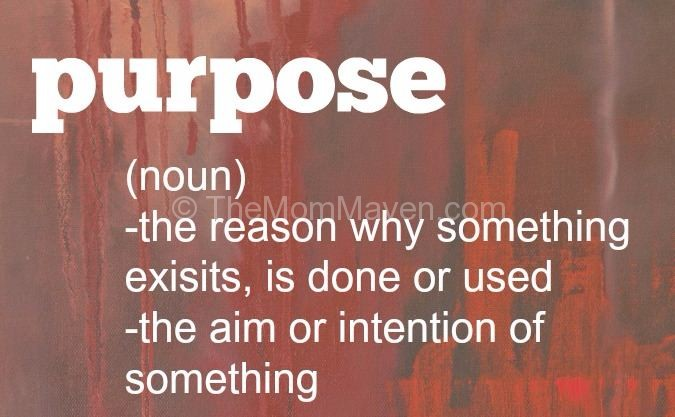 purpose
(noun)
© TheMomMaven.com
-the reason why something
exisits, is done or used
-the aim or intention of
something